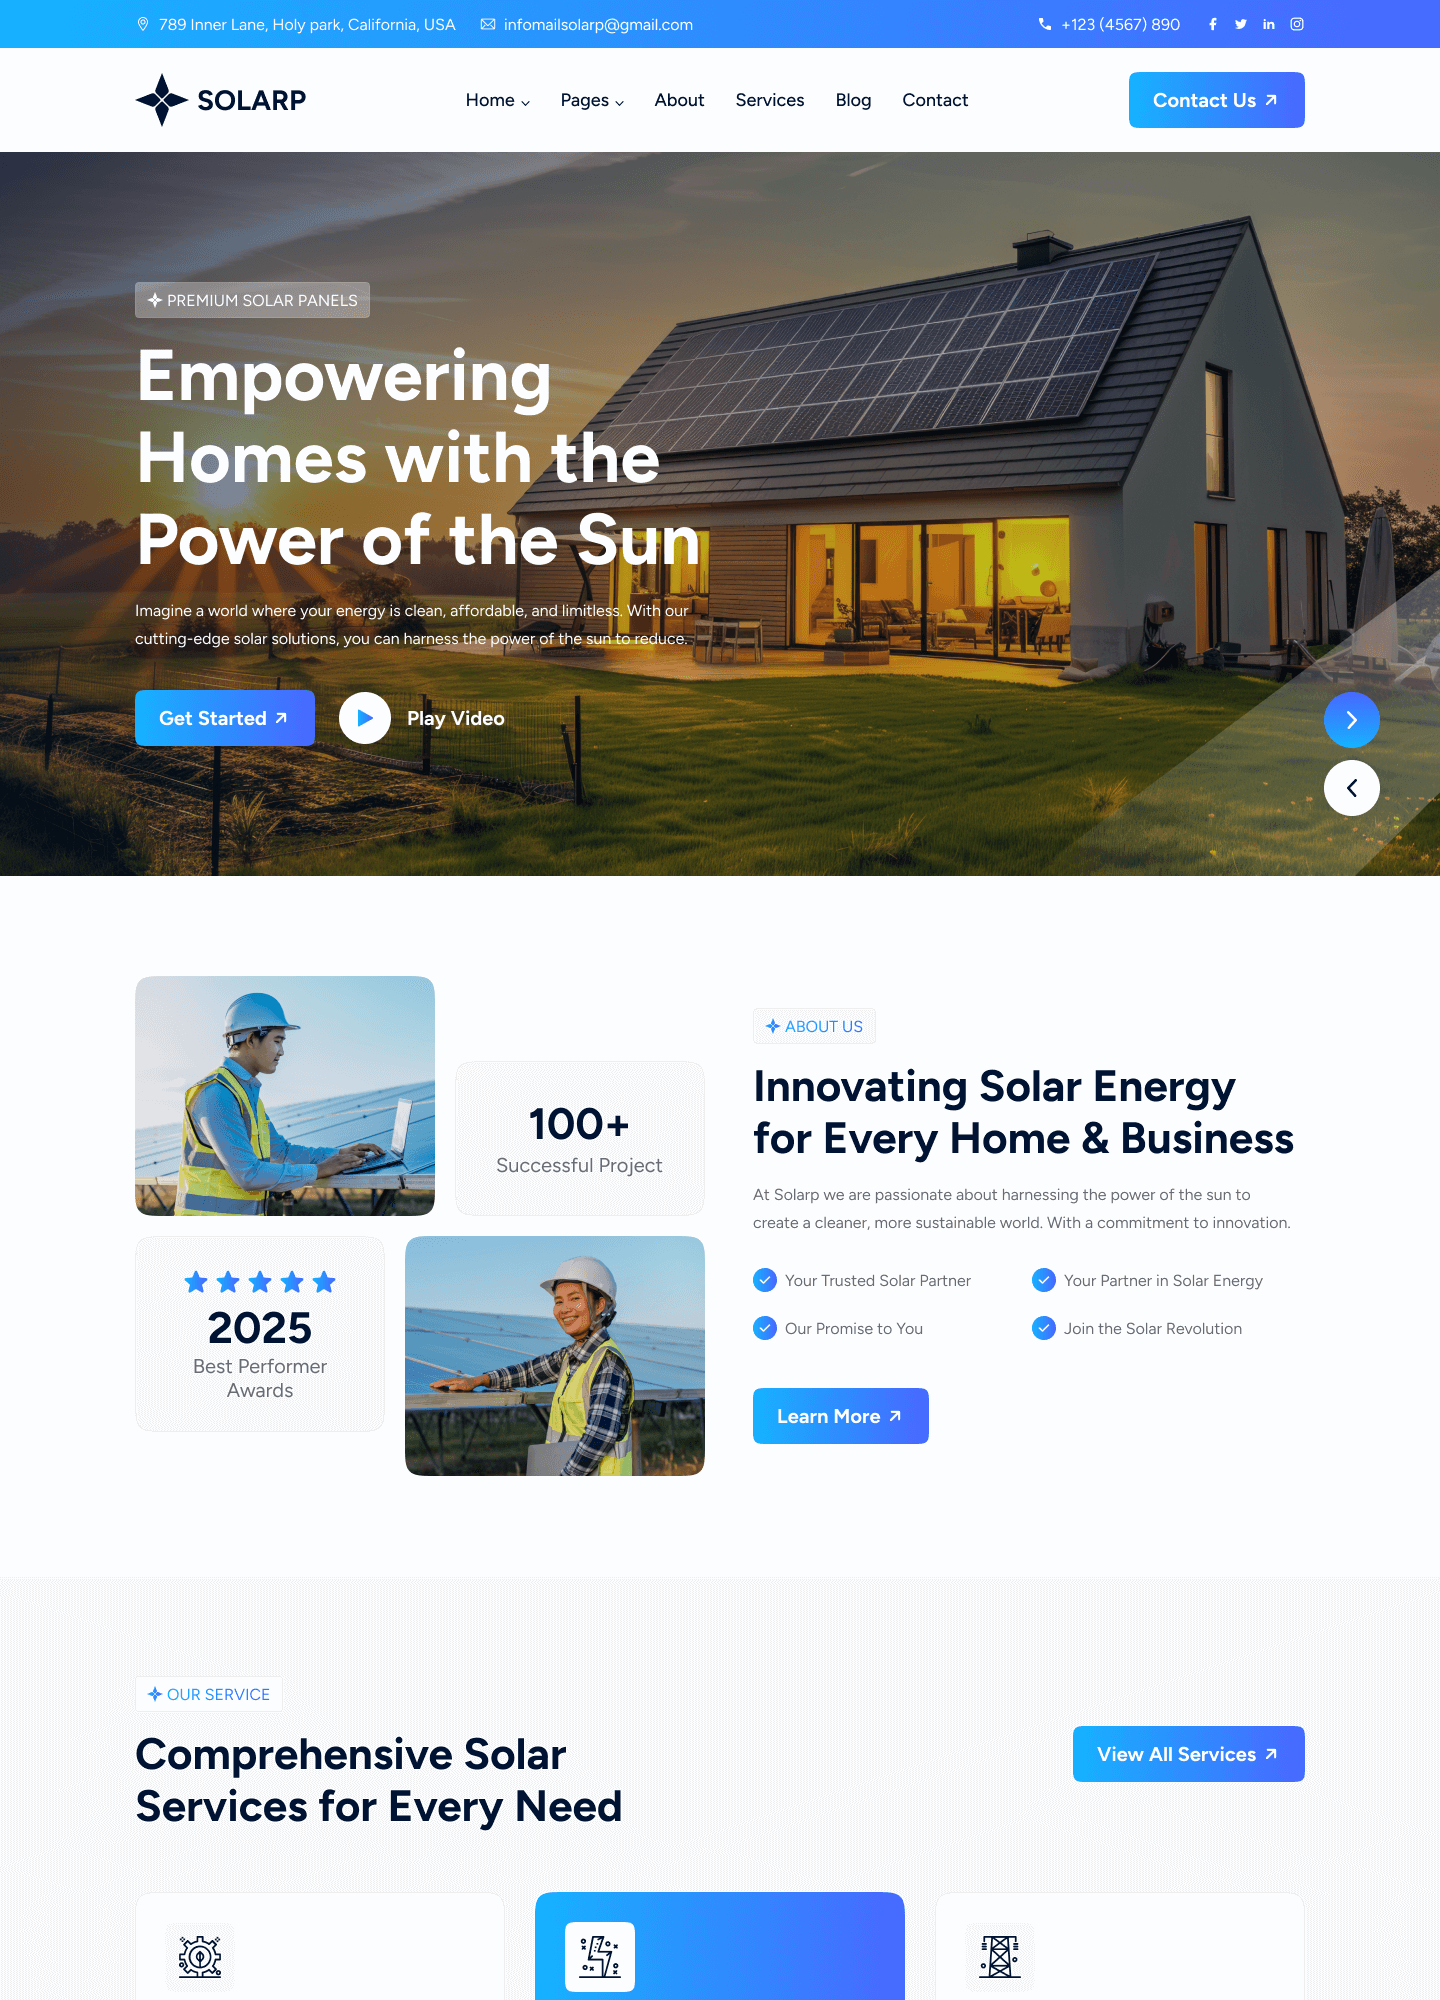 789 Inner Lane, Holy park, California, USA
infomailsolarp@gmail.com
+123 (4567) 890
SOLARP
Home
Pages
About
Services
Blog
Contact
Contact Us
PREMIUM SOLAR PANELS
Empowering
Homes with the
Power of the Sun
Imagine a world where your energy is clean, affordable, and limitless. With our
cutting-edge solar solutions, you can harness the power of the sun to reduce.
Get Started
Play Video
100+
Successful Project
2025
Best Performer
Awards
ABOUT US
Innovating Solar Energy
for Every Home & Business
At Solarp we are passionate about harnessing the power of the sun to
create a cleaner, more sustainable world. With a commitment to innovation.
Your Trusted Solar Partner
Your Partner in Solar Energy
Our Promise to You
Join the Solar Revolution
Learn More
OUR SERVICE
Comprehensive Solar
Services for Every Need
View All Services